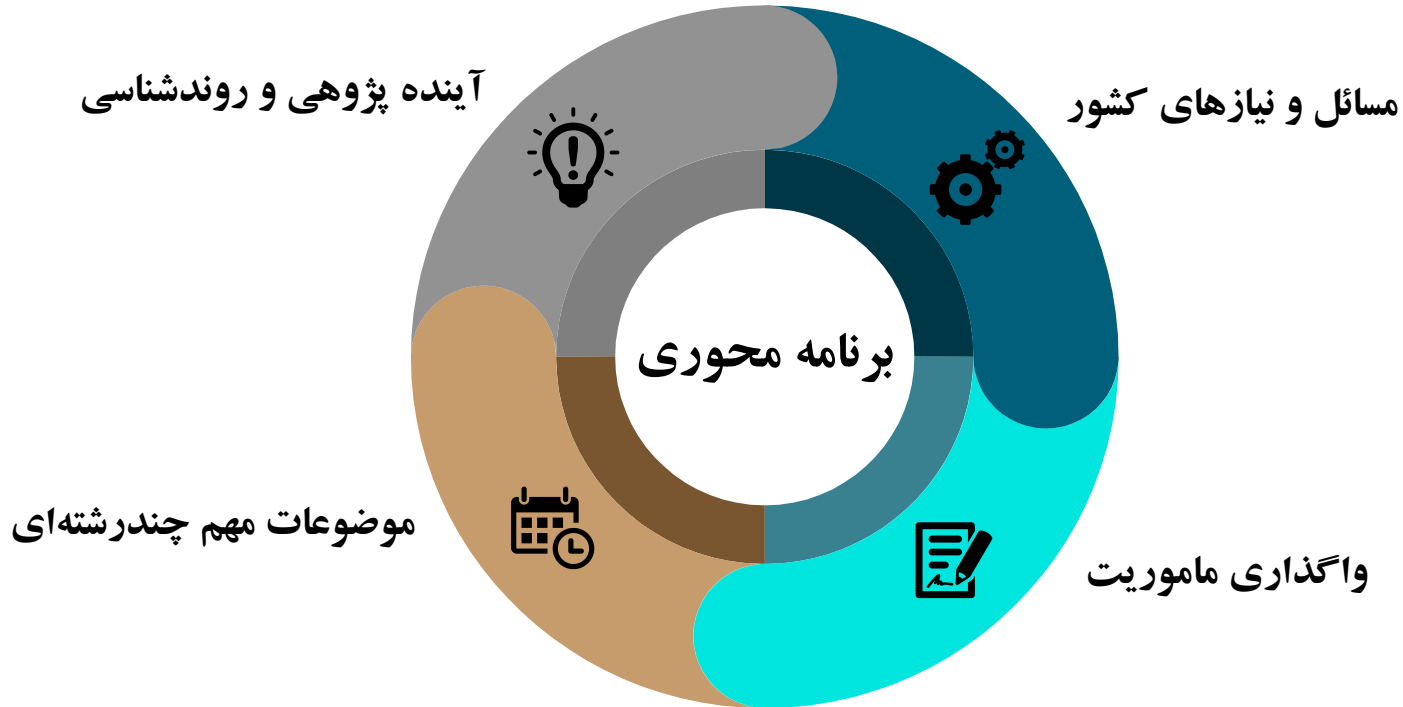 مسائل و نیازهای کشور
آینده پژوهی و روندشناسی
برنامه محوری
موضوعات مهم چندرشته‌ای
واگذاری ماموریت